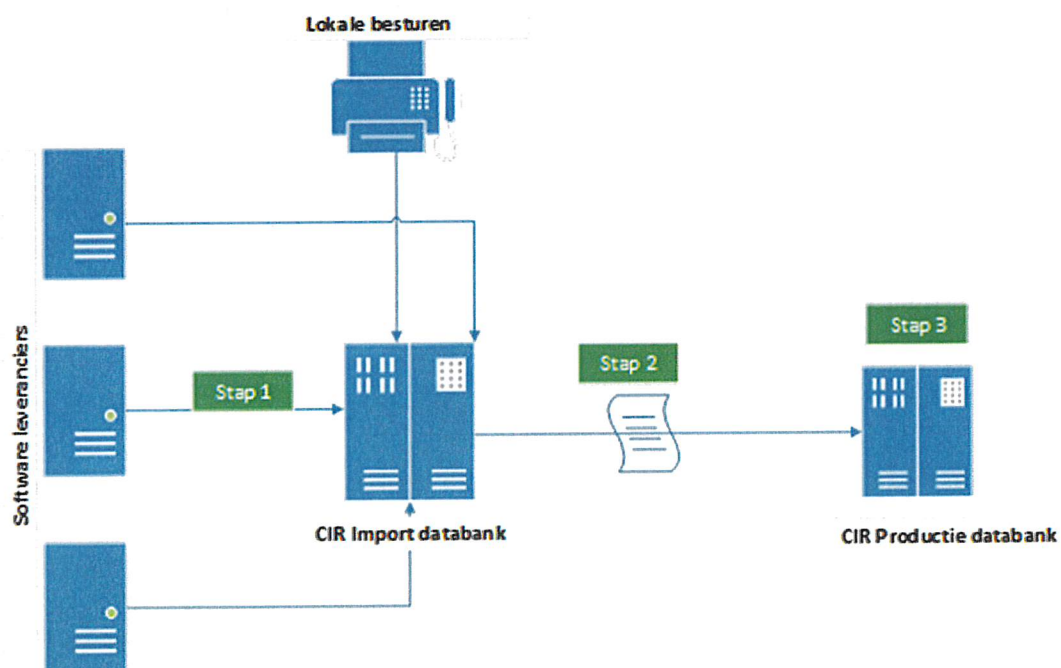 Lokale besturen
Software leveranciers
Stap 1
Stap 2
Stap 3
CIR Import databank
CIR Productie databank